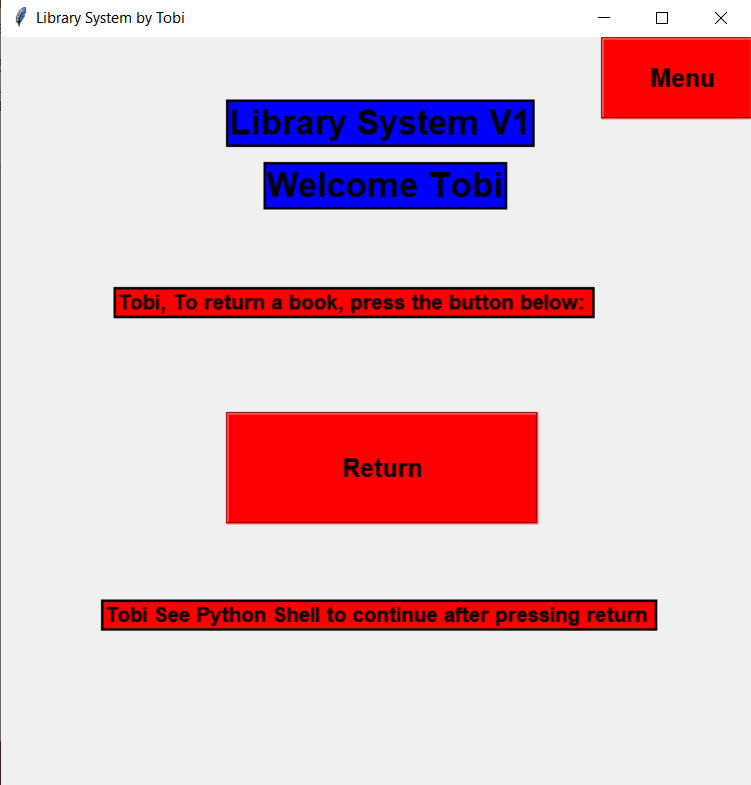 Library System by Tobi
Menu
Library System V1
Welcome Tobi
Tobi, To return a book, press the button below:
Return
Tobi See Python Shell to continue after pressing return